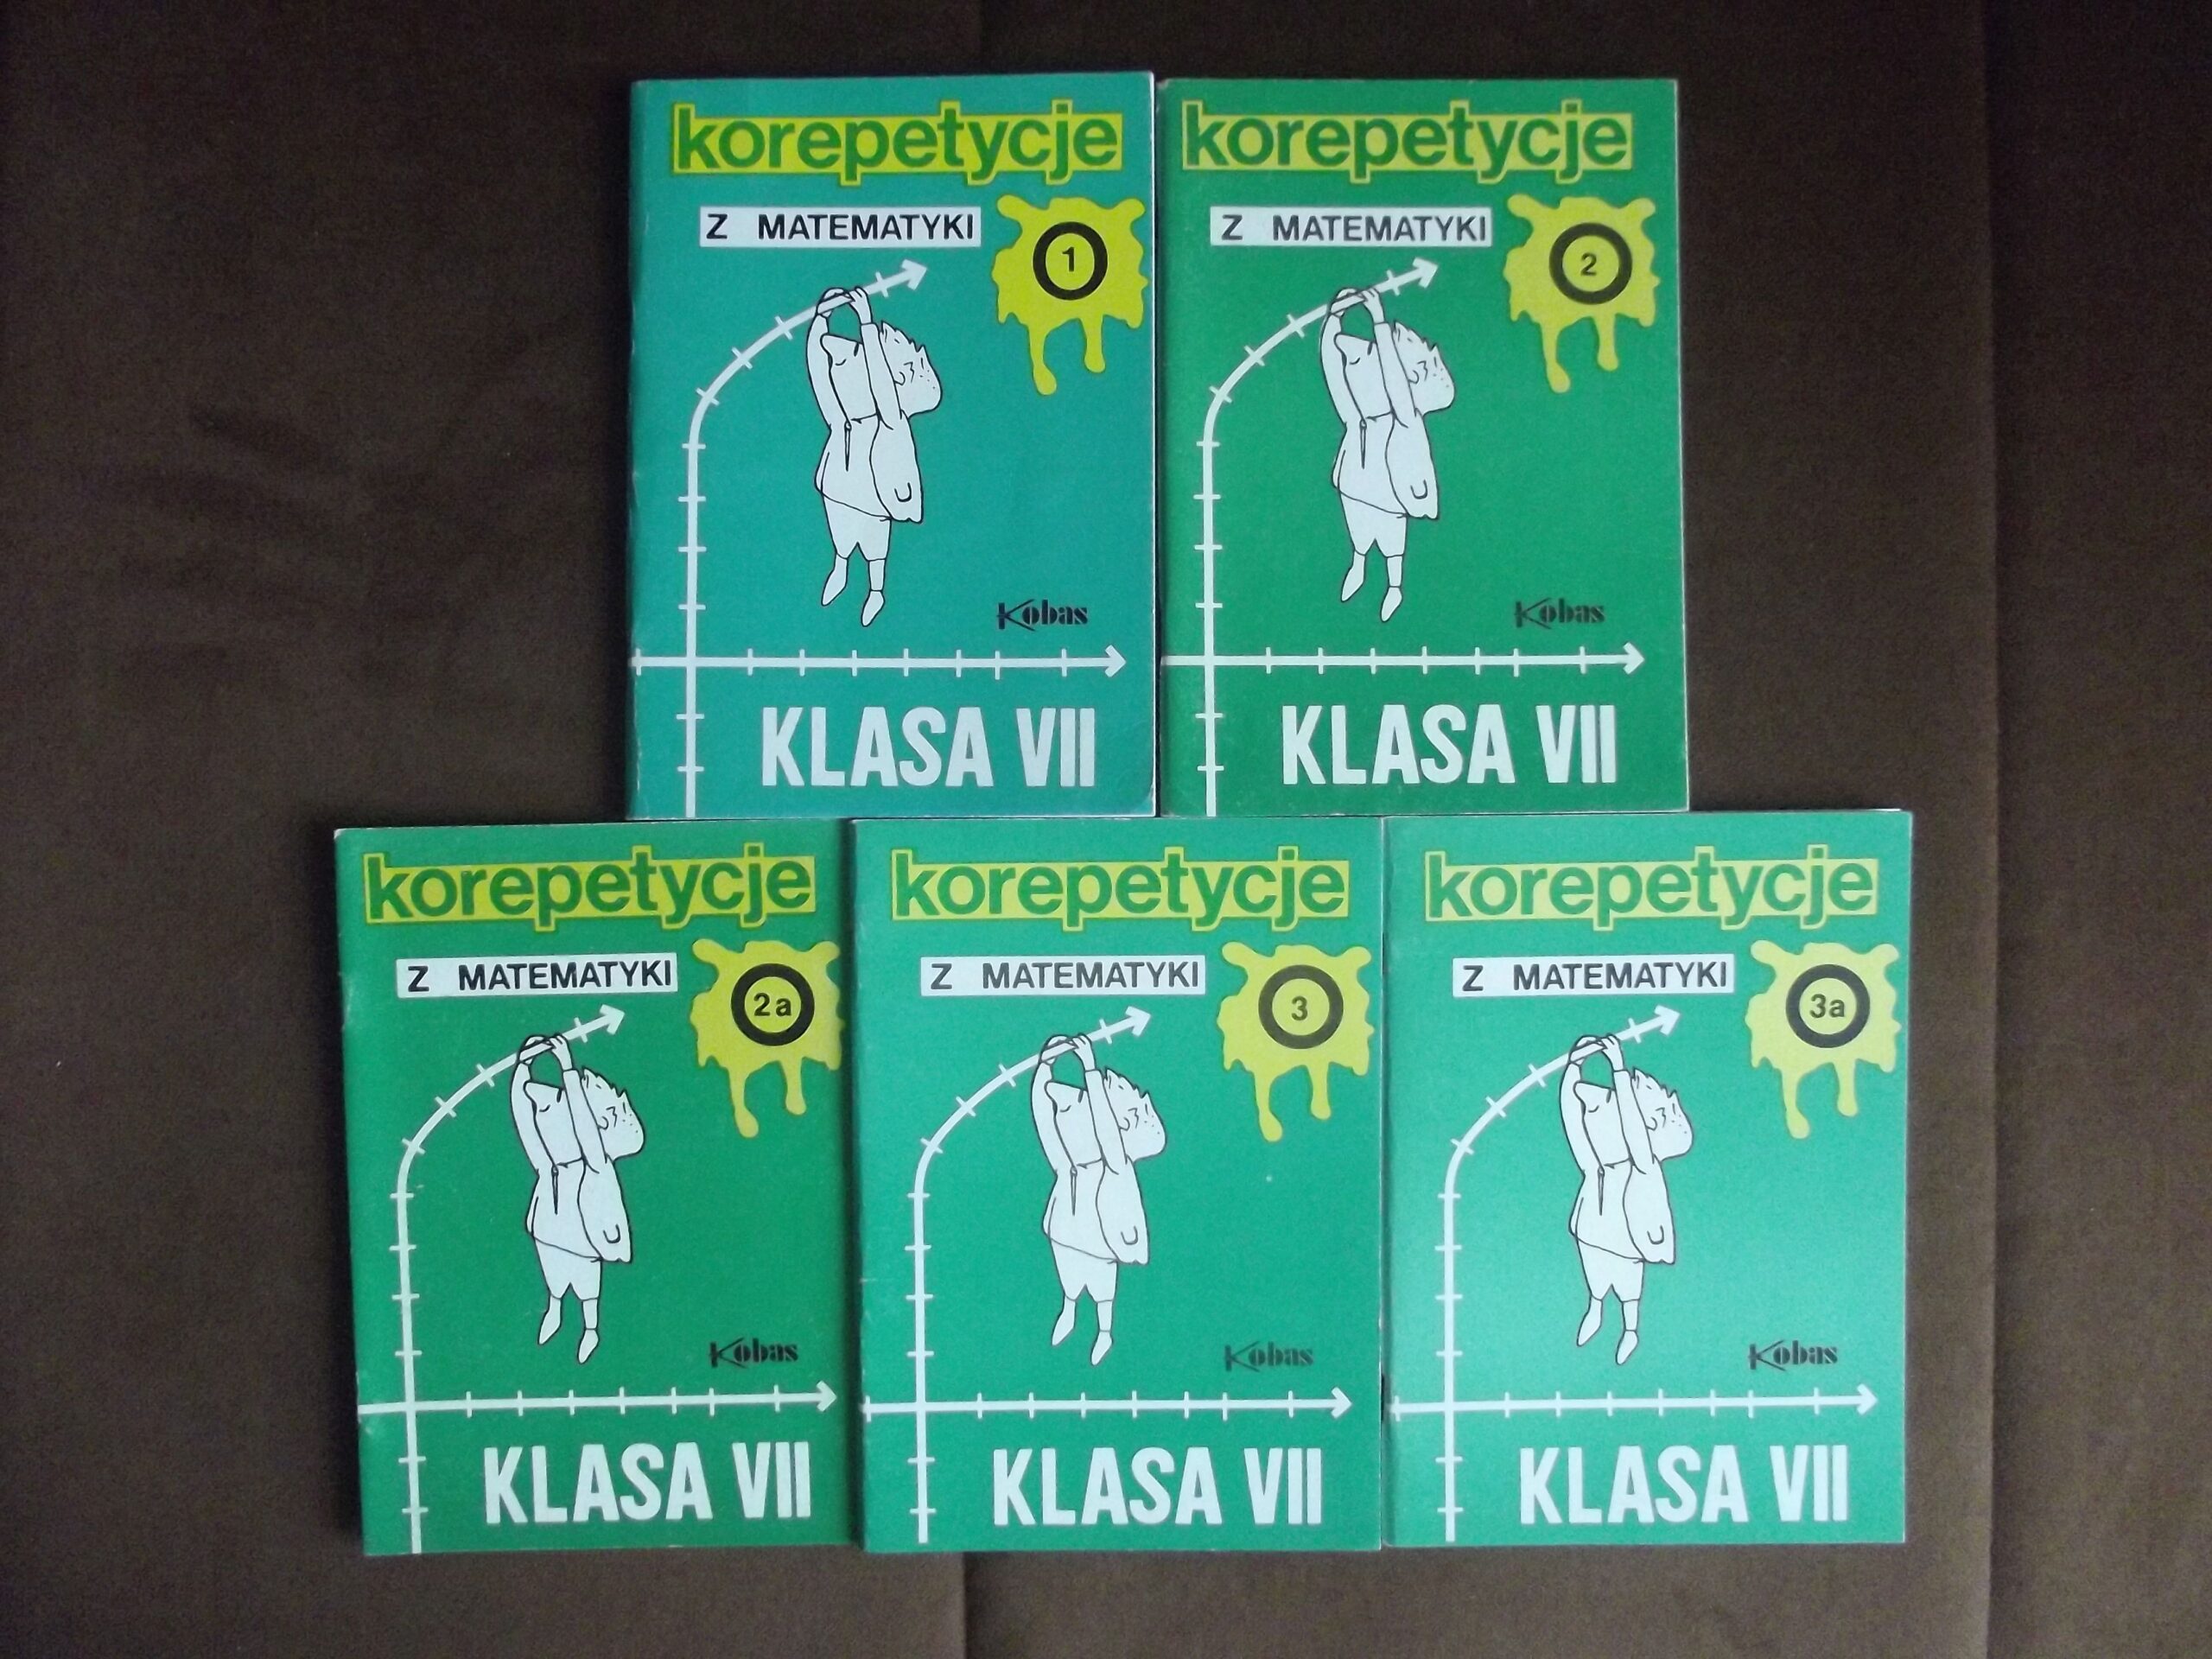 korepetycje
Z MATEMATYKI
1
Kobas
KLASA VII
korepetycje
Z MATEMATYKI
2
Kobas
KLASA VII
korepetycje
Z MATEMATYKI
2a
Kobas
KLASA VII
korepetycje
Z MATEMATYKI
3
Kobas
KLASA VII
korepetycje
Z MATEMATYKI
3a
Kobas
KLASA VII